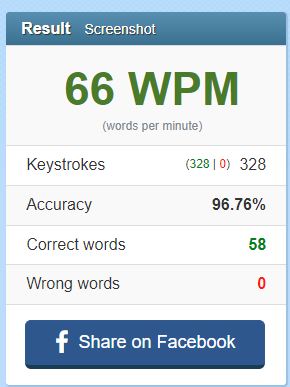 Result Screenshot
66 WPM
(words per minute)
Keystrokes (328 | 0) 328
Accuracy 96.76%
Correct words 58
Wrong words 0
Share on Facebook